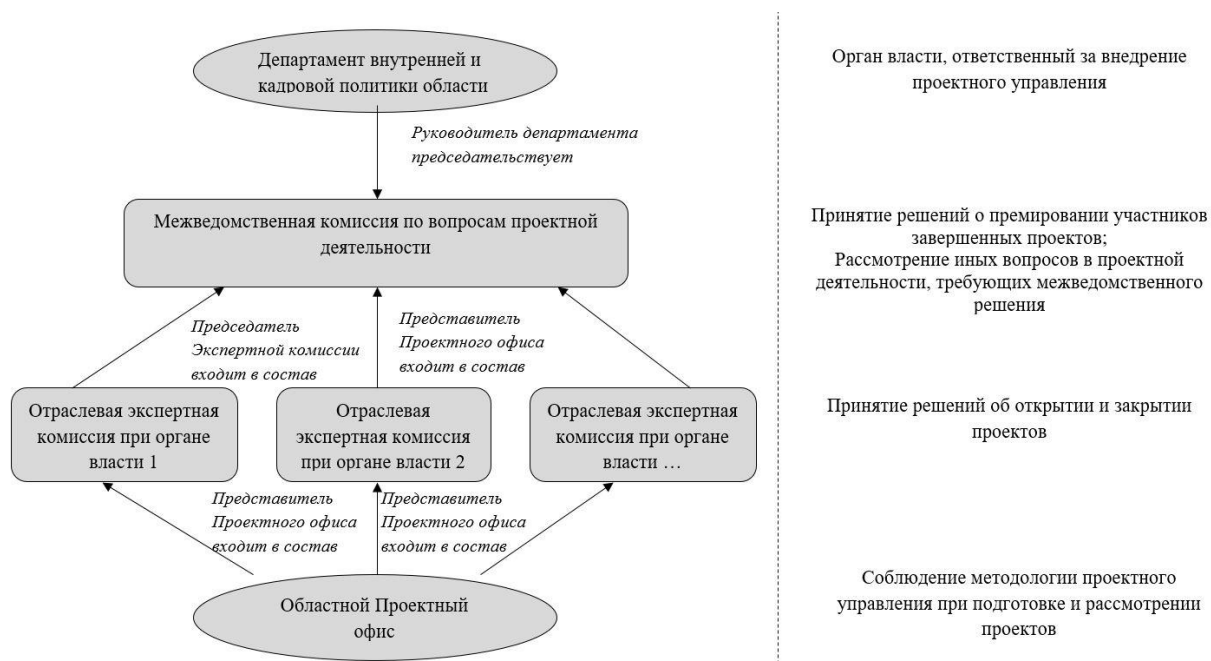 Департамент внутренней и
кадровой политики области
Орган власти, ответственный за внедрение
проектного управления
Руководитель департамента
председательствует
Межведомственная комиссия по вопросам проектной
деятельности
Принятие решений о премировании участников
завершенных проектов;
Рассмотрение иных вопросов в проектной
деятельности, требующих межведомственного
решения
Председатель
Экспертной комиссии
входит в состав
Представитель
Проектного офиса
входит в состав
Отраслевая экспертная
комиссия при органе
власти 1
Отраслевая
экспертная комиссия
при органе власти 2
Отраслевая экспертная
комиссия при органе
власти …
Принятие решений об открытии и закрытии
проектов
Представитель
Проектного офиса
входит в состав
Представитель
Проектного офиса
входит в состав
Областной Проектный
офис
Соблюдение методологии проектного
управления при подготовке и рассмотрении
проектов